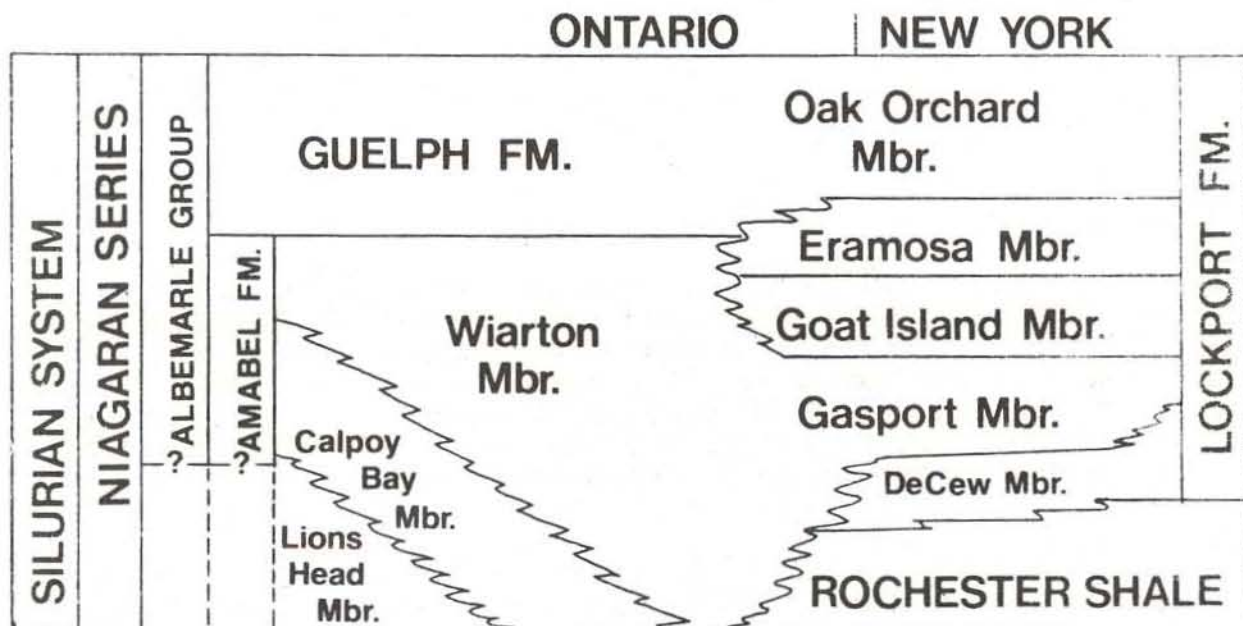 ONTARIO
NEW YORK
SILURIAN SYSTEM
NIAGARAN SERIES
?ALBEMARLE GROUP
?AMABEL FM.
?
?
GUELPH FM.
Oak Orchard
Mbr.
Eramosa Mbr.
Goat Island Mbr.
Wiarton
Mbr.
Gasport Mbr.
Calpoy
Bay
Mbr.
DeCew Mbr.
Lions
Head
Mbr.
ROCHESTER SHALE
LOCKPORT FM.